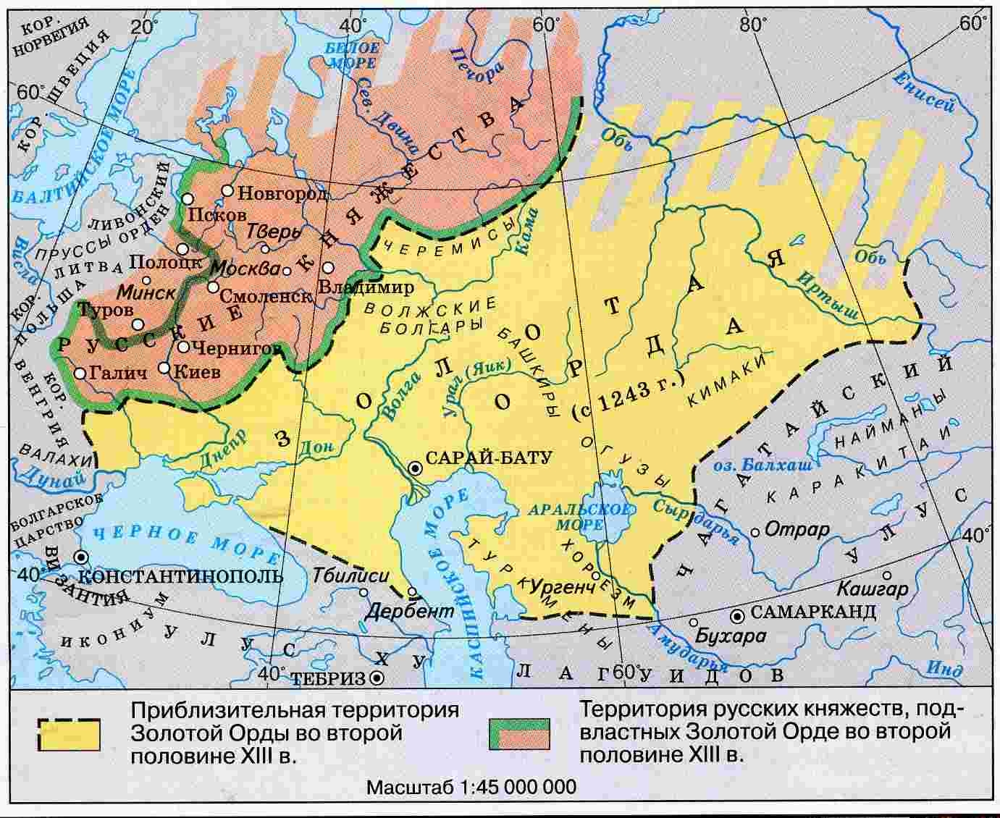 КОР.
НОРВЕГИЯ
20°
40°
60°
80°
60°
КОР. ШВЕЦИЯ
60°
БЕЛОЕ
МОРЕ
Печора
Енисей
Сев. Двина
Обь
БАЛТИЙСКОЕ МОРЕ
РУССКИЕ КНЯЖЕСТВА
ЛИВОНСКИЙ
ОРДЕН
Новгород
Псков
ПРУССЫ
ЛИТВА
Висла
Тверь
Полоцк
Москва
Минск
Смоленск
Владимир
КОР.
ПОЛЬША
Туров
Чернигов
Галич
Киев
ЧЕРЕМИСЫ
Кама
Обь
Иртыш
ВОЛЖСКИЕ
БОЛГАРЫ
БАШКИРЫ
ЗОЛОТАЯ
ОРДА
(с 1243 г.)
КИМАКИ
Волга
Урал (Яик)
КОР.
ВЕНГРИЯ
ВАЛАХИ
Дунай
Днепр
Дон
САРАЙ-БАТУ
ОГУЗЫ
оз. Балхаш
НАЙМАНЫ
КАРАКИТАИ
ЧАГАТАЙСКИЙ
УЛУС
БОЛГАРСКОЕ
ЦАРСТВО
ЧЕРНОЕ МОРЕ
АРАЛЬСКОЕ
МОРЕ
Сырдарья
Отрар
40°
40°
ВИЗАНТИЯ
КОНСТАНТИНОПОЛЬ
Тбилиси
Дербент
КАСПИЙСКОЕ МОРЕ
ТУРКМЕНЫ
ХОРЕЗМ
Ургенч
Кашгар
САМАРКАНД
Бухара
Амударья
Инд
ИКОНИУМ
УЛУС ХУЛАГУИДОВ
40°
ТЕБРИЗ
60°
Приблизительная территория
Золотой Орды во второй
половине XIII в.
Территория русских княжеств, под-
властных Золотой Орде во второй
половине XIII в.
Масштаб 1:45 000 000